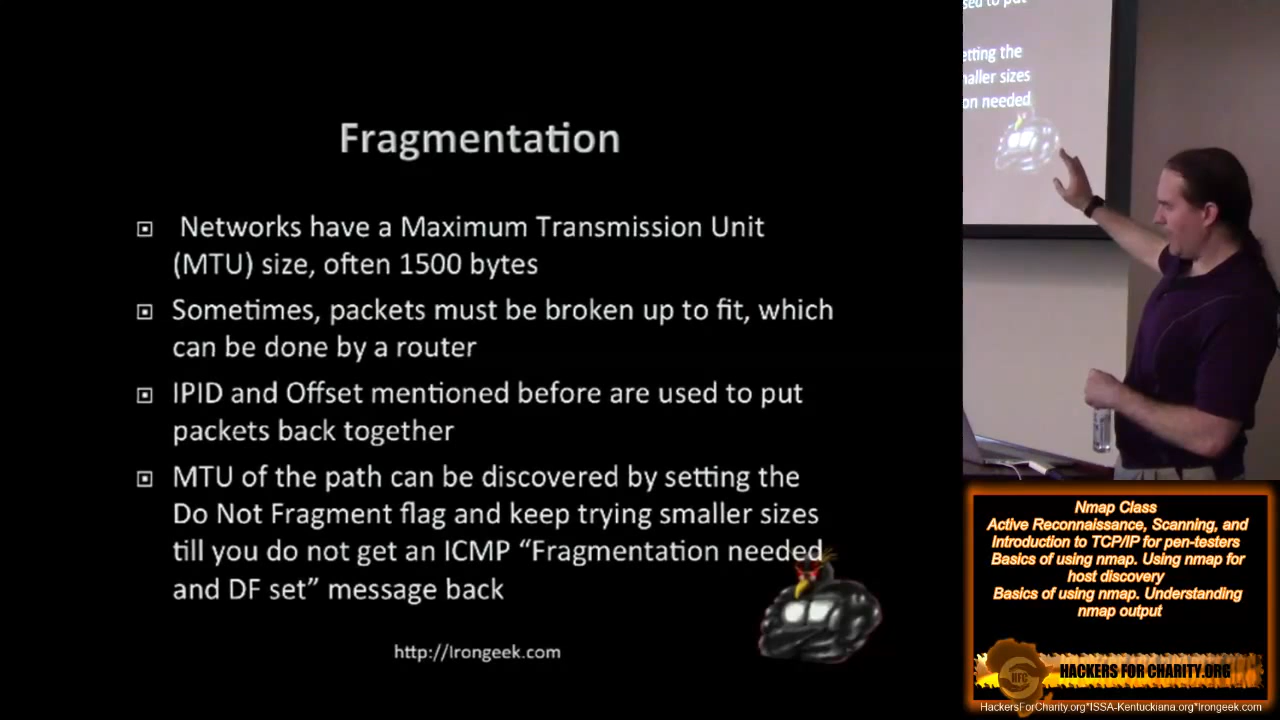 Fragmentation
Networks have a Maximum Transmission Unit
(MTU) size, often 1500 bytes
Sometimes, packets must be broken up to fit, which
can be done by a router
IPID and Offset mentioned before are used to put
packets back together
MTU of the path can be discovered by setting the
Do Not Fragment flag and keep trying smaller sizes
till you do not get an ICMP “Fragmentation needed
and DF set” message back
http://Irongeek.com
sed to put
etting the
naller sizes
on needed
Nmap Class
Active Reconnaissance, Scanning, and
Introduction to TCP/IP for pen-testers
Basics of using nmap. Using nmap for
host discovery
Basics of using nmap. Understanding
nmap output
HFC
HACKERS FOR CHARITY.ORG
HackersForCharity.org*ISSA-Kentuckiana.org*Irongeek.com